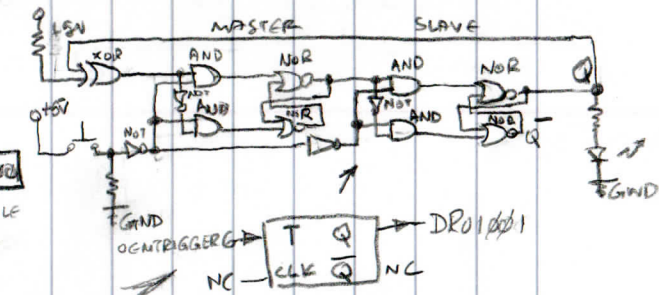 MASTER
SLAVE
+5V
XOR
AND
NOR
AND
NOR
Q
NOT
NOT
+5V
AND
NOR
AND
NOR
Q
NOT
GND
GND
LE
T Q
CLK Q
NC
NC